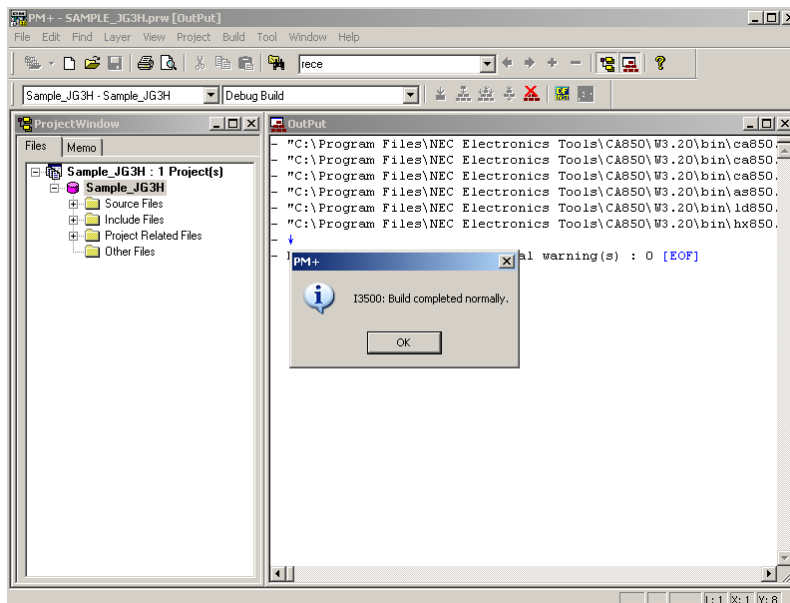 PM+ - SAMPLE_JG3H.prw [OutPut]
File Edit Find Layer View Project Build Tool Window Help
rece
Sample_JG3H - Sample_JG3H
Debug Build
ProjectWindow
Files Memo
Sample_JG3H : 1 Project(s)
Sample_JG3H
Source Files
Include Files
Project Related Files
Other Files
OutPut
- "C:\Program Files\NEC Electronics Tools\CA850\W3.20\bin\ca850.
- "C:\Program Files\NEC Electronics Tools\CA850\W3.20\bin\ca850.
- "C:\Program Files\NEC Electronics Tools\CA850\W3.20\bin\ca850.
- "C:\Program Files\NEC Electronics Tools\CA850\W3.20\bin\as850.
- "C:\Program Files\NEC Electronics Tools\CA850\W3.20\bin\ld850.
- "C:\Program Files\NEC Electronics Tools\CA850\W3.20\bin\hx850.
- ↓
- warning(s) : 0 [EOF]
PM+
I3500: Build completed normally.
OK
L: 1 X: 1 Y: 8